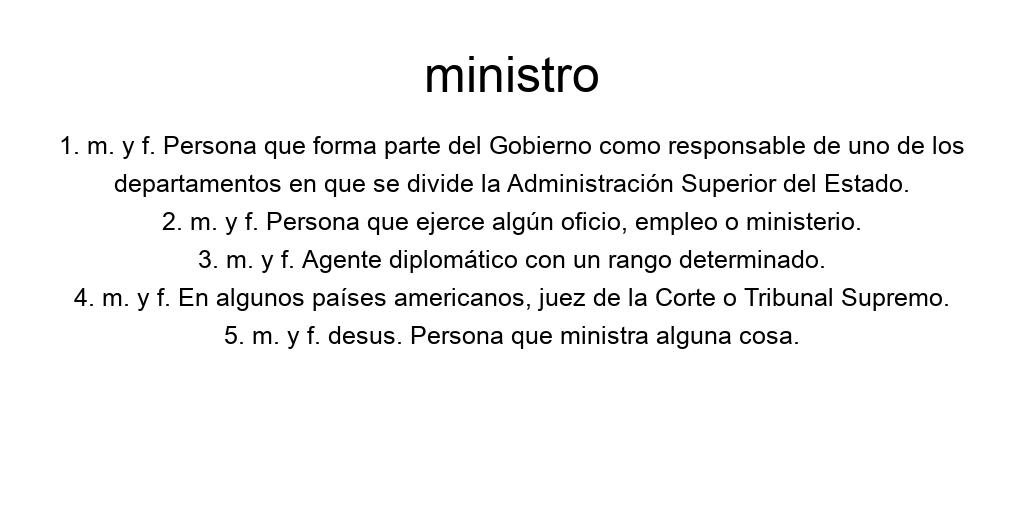 ministro
1. m. y f. Persona que forma parte del Gobierno como responsable de uno de los
departamentos en que se divide la Administración Superior del Estado.
2. m. y f. Persona que ejerce algún oficio, empleo o ministerio.
3. m. y f. Agente diplomático con un rango determinado.
4. m. y f. En algunos países americanos, juez de la Corte o Tribunal Supremo.
5. m. y f. desus. Persona que ministra alguna cosa.